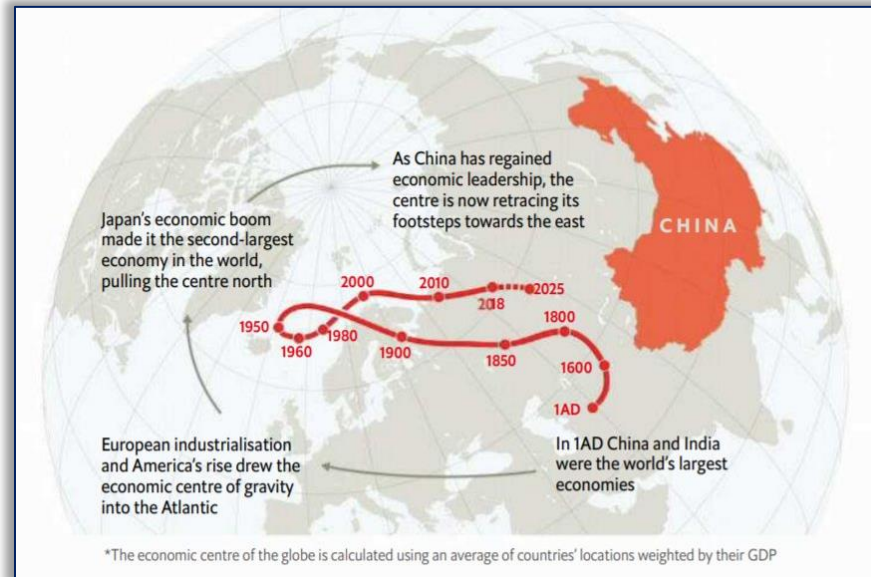 As China has regained
economic leadership, the
centre is now retracing its
footsteps towards the east
CHINA
Japan's economic boom
made it the second-largest
economy in the world,
pulling the centre north
2000
2010
2018
2025
1950
1960
1980
1900
1850
1800
1600
1AD
European industrialisation
and America's rise drew the
economic centre of gravity
into the Atlantic
In 1AD China and India
were the world's largest
economies
*The economic centre of the globe is calculated using an average of countries' locations weighted by their GDP